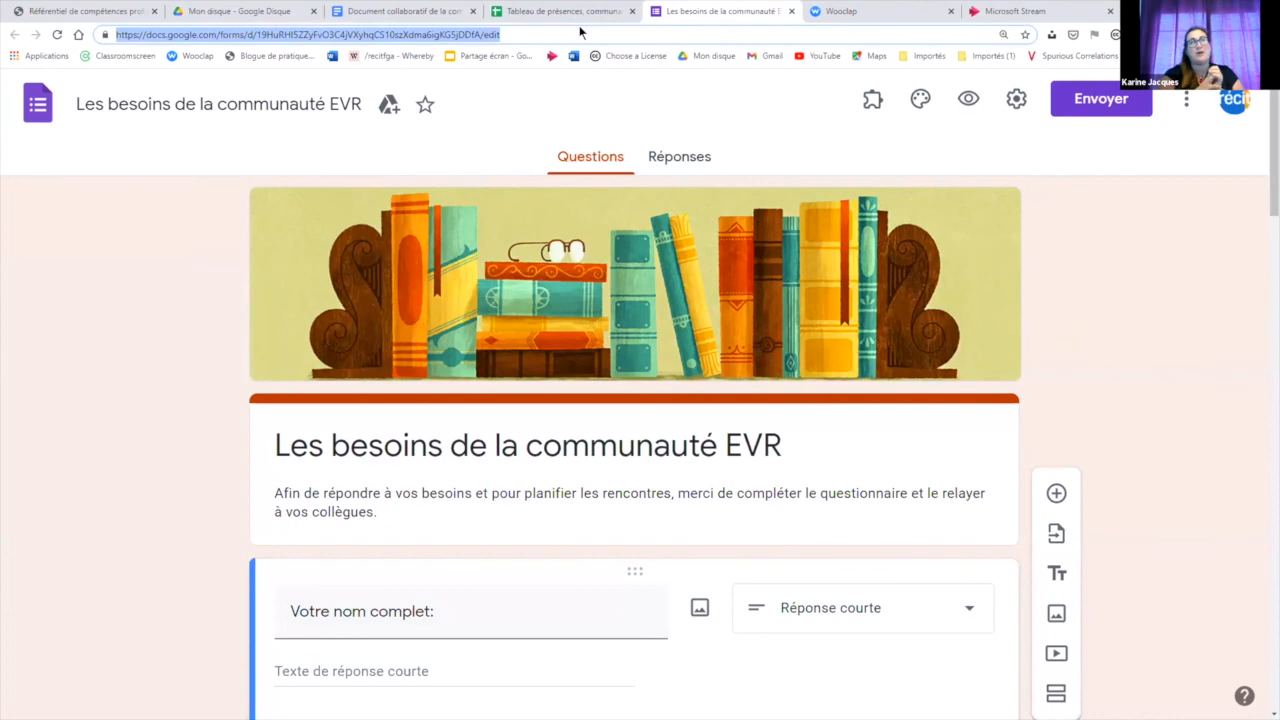 Référentiel de compétences prof
Mon disque - Google Disque
Document collaboratif de la com
Tableau de présences, communa
Les besoins de la communauté E
Wooclap
Microsoft Stream
https://docs.google.com/forms/d/19HuRHI5ZZyFvO3C4jVXyhqCS10szXdma6igKG5jDDfA/edit
Applications
Classroomscreen
Wooclap
Blogue de pratique...
/recitfga - Whereby
Partage écran - Go...
Choose a License
Mon disque
Gmail
YouTube
Maps
Importés
Importés (1)
Spurious Correlations
Karine Jacques
Les besoins de la communauté EVR
Envoyer
récit
Questions
Réponses
Les besoins de la communauté EVR
Afin de répondre à vos besoins et pour planifier les rencontres, merci de compléter le questionnaire et le relayer
à vos collègues.
Votre nom complet:
Réponse courte
Texte de réponse courte